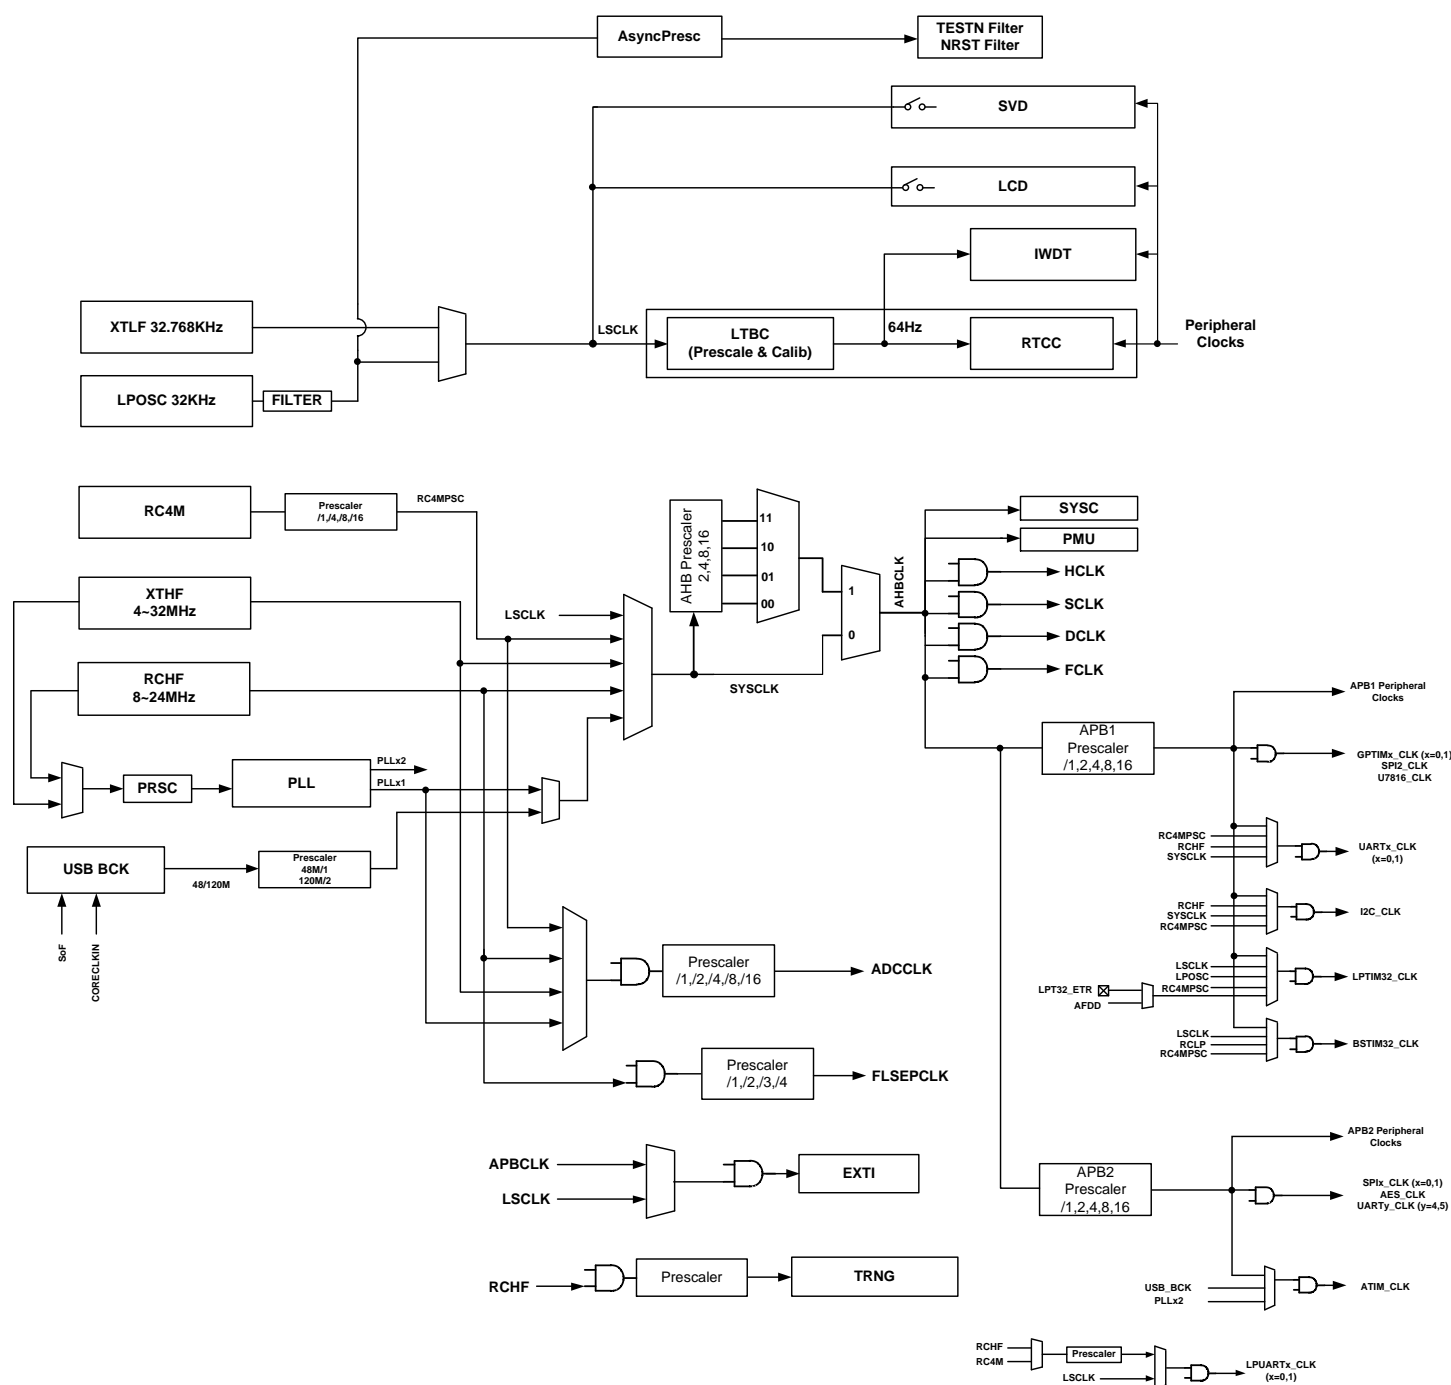 AsyncPresc
TESTN Filter
NRST Filter
SVD
LCD
IWDT
XTLF 32.768KHz
LSCLK
LTBC
(Prescale & Calib)
64Hz
RTCC
Peripheral
Clocks
LPOSC 32KHz
FILTER
RC4M
Prescaler
/1,/4,/8,/16
RC4MPSC
AHB Prescaler
2,4,8,16
11
10
01
00
1
0
AHBCLK
SYSC
PMU
HCLK
SCLK
DCLK
FCLK
XTHF
4~32MHz
LSCLK
RCHF
8~24MHz
SYSCLK
PRSC
PLL
PLLx2
PLLx1
USB BCK
48/120M
Prescaler
48M/1
120M/2
SoF
CORECLKIN
APB1
Prescaler
/1,2,4,8,16
APB1 Peripheral
Clocks
GPTIMx_CLK (x=0,1)
SPI2_CLK
U7816_CLK
RC4MPSC
RCHF
SYSCLK
UARTx_CLK
(x=0,1)
RCHF
SYSCLK
RC4MPSC
I2C_CLK
LSCLK
LPOSC
RC4MPSC
LPT32_ETR
AFDD
LPTIM32_CLK
LSCLK
RCLP
RC4MPSC
BSTIM32_CLK
Prescaler
/1,/2,/4,/8,/16
ADCCLK
Prescaler
/1,/2,/3,/4
FLSEPCLK
APBCLK
LSCLK
EXTI
RCHF
Prescaler
TRNG
APB2
Prescaler
/1,2,4,8,16
APB2 Peripheral
Clocks
SPIx_CLK (x=0,1)
AES_CLK
UARTy_CLK (y=4,5)
USB_BCK
PLLx2
ATIM_CLK
RCHF
RC4M
Prescaler
LSCLK
LPUARTx_CLK
(x=0,1)